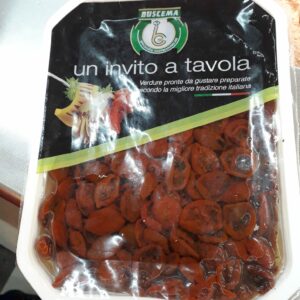 BUSCEMA
un invito a tavola
Verdure pronte da gustare preparate
secondo la migliore tradizione italiana